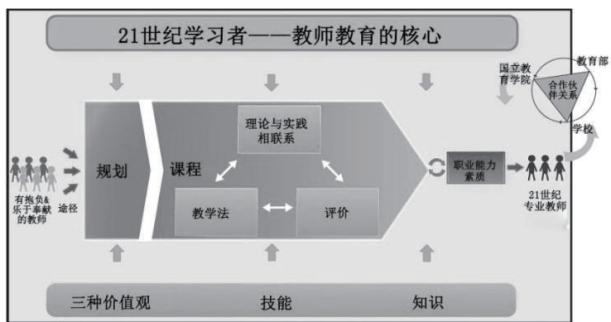 21世纪学习者——教师教育的核心
国立教
育学院
教育部
合作伙
伴关系
学校
规划
课程
理论与实践
相联系
教学法
评价
职业能力
素质
有抱负&
乐于奉献
的教师
途径
21世纪
专业教师
三种价值观
技能
知识